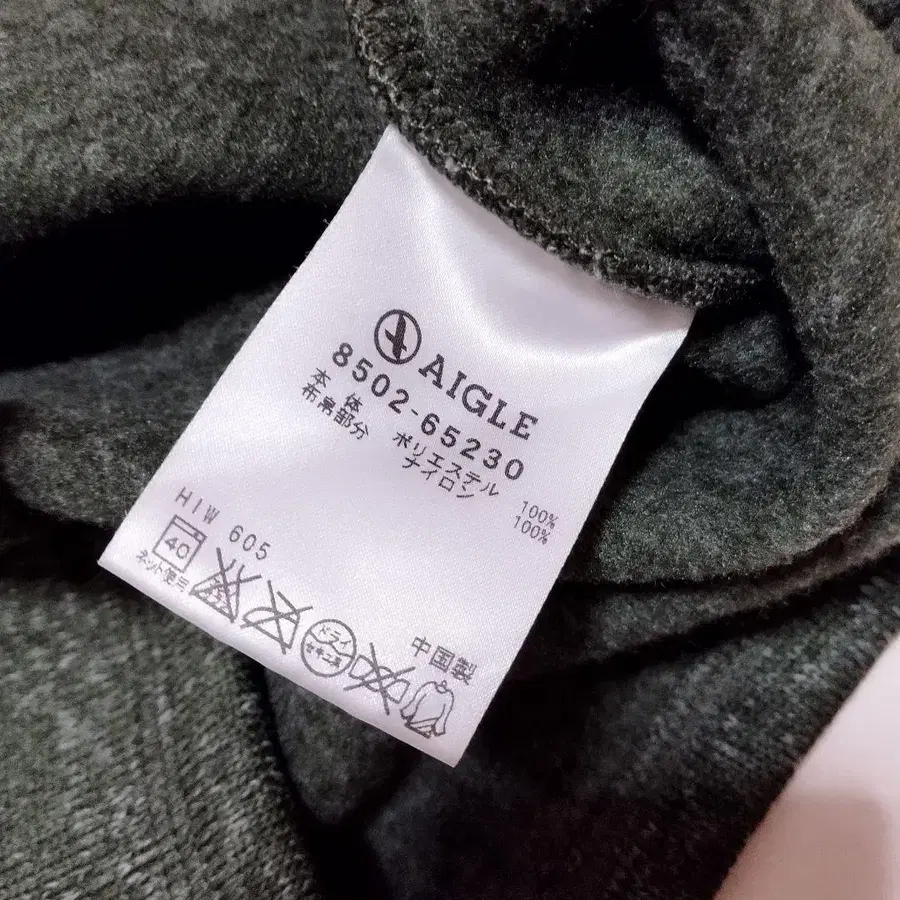 AIGLE
8502-65230
本体 ポリエステル 100%
布帛部分 ナイロン 100%
HIW 605
40
ネット使用
ドライ
セキユ系
中国製